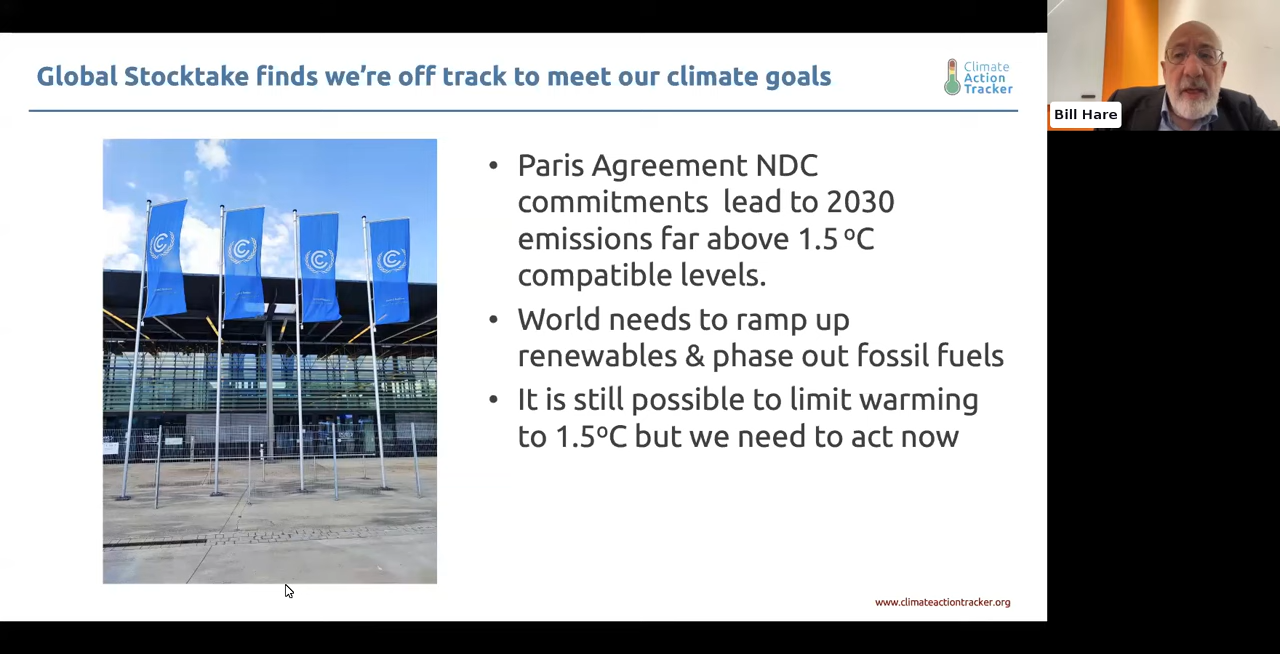 Global Stocktake finds we're off track to meet our climate goals
Climate
Action
Tracker
Bill Hare
• Paris Agreement NDC
commitments lead to 2030
emissions far above 1.5 ºC
compatible levels.
• World needs to ramp up
renewables & phase out fossil fuels
• It is still possible to limit warming
to 1.5ºC but we need to act now
www.climateactiontracker.org